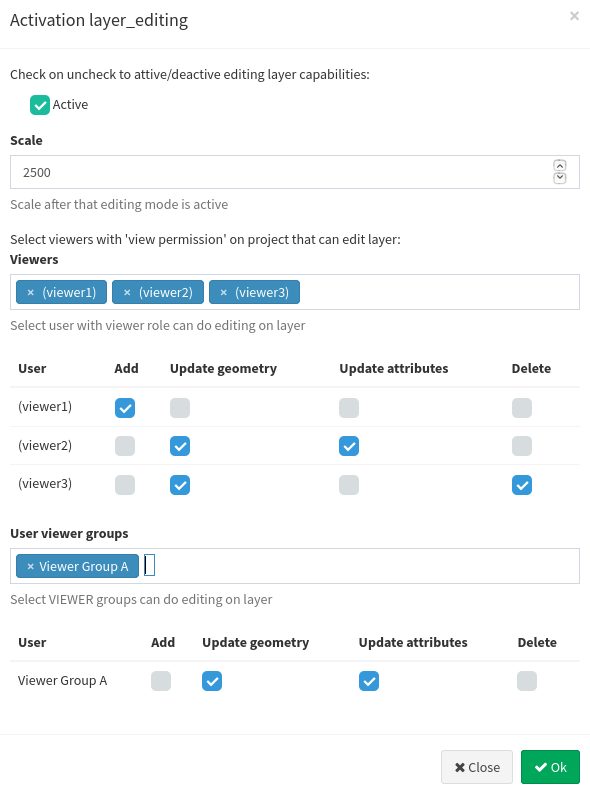 Activation layer_editing ×
Check on uncheck to attive/deactive editing layer capabilities:
Active
Scale
2500
Scale after that editing mode is active
Select viewers with 'view permission' on project that can edit layer:
Viewers
× (viewer1) × (viewer2) × (viewer3)
Select user with viewer role can do editing on layer
User Add Update geometry Update attributes Delete
(viewer1)
(viewer2)
(viewer3)
User viewer groups
× Viewer Group A
Select VIEWER groups can do editing on layer
User Add Update geometry Update attributes Delete
Viewer Group A
Close Ok